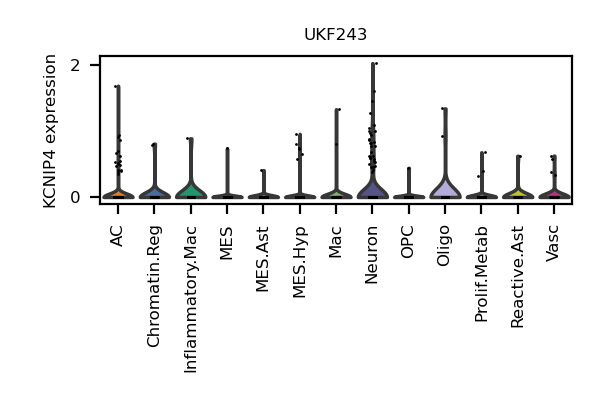 UKF243
KCNIP4 expression
2
0
AC
Chromatin.Reg
Inflammatory.Mac
MES
MES.Ast
MES.Hyp
Mac
Neuron
OPC
Oligo
Prolif.Metab
Reactive.Ast
Vasc